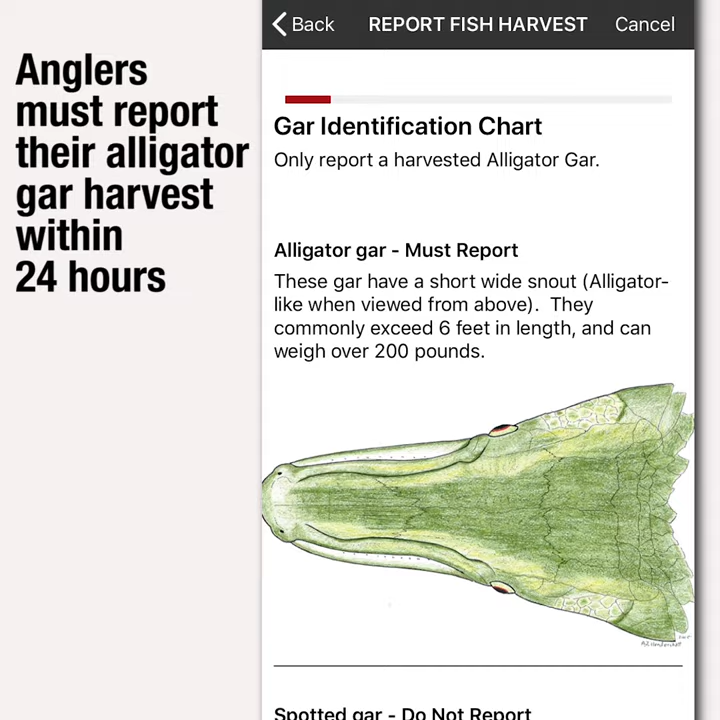 Anglers
must report
their alligator
gar harvest
within
24 hours
Back REPORT FISH HARVEST Cancel
Gar Identification Chart
Only report a harvested Alligator Gar.
Alligator gar - Must Report
These gar have a short wide snout (Alligator-
like when viewed from above).  They
commonly exceed 6 feet in length, and can
weigh over 200 pounds.
Spotted gar - Do Not Report